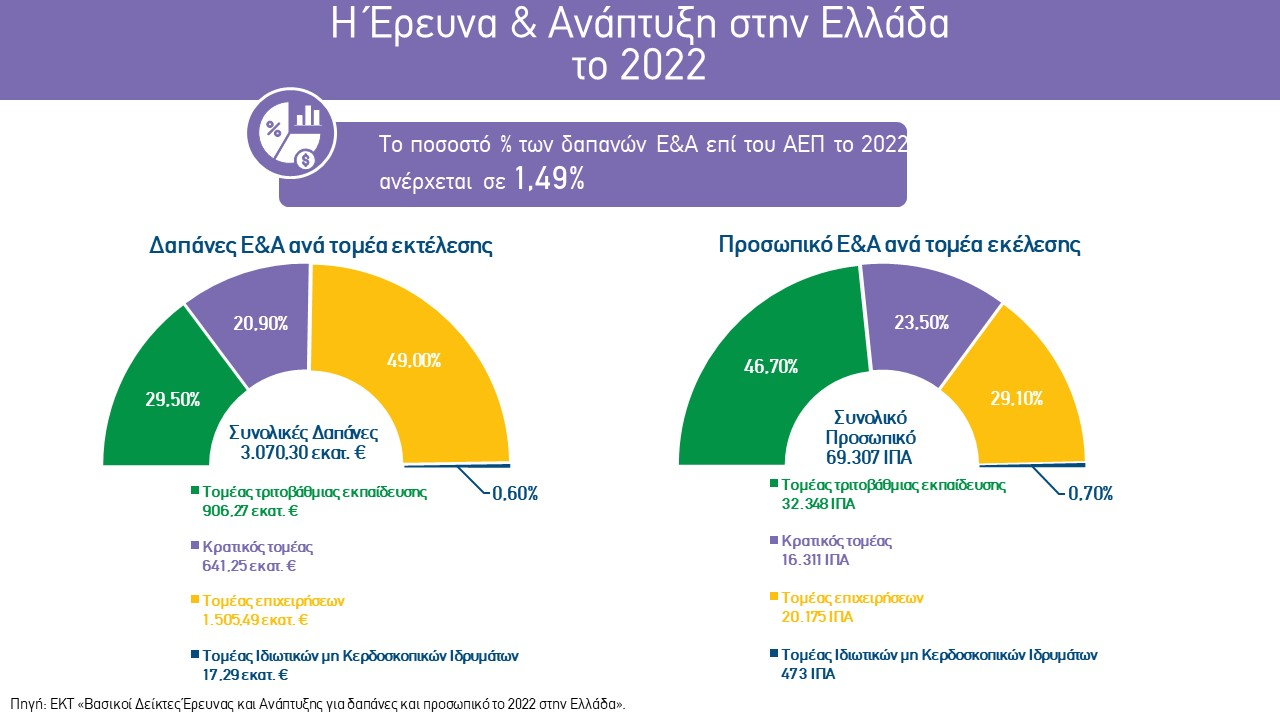 Η Έρευνα & Ανάπτυξη στην Ελλάδα
το 2022
%
$
Το ποσοστό % των δαπανών Ε&Α επί του ΑΕΠ το 2022
ανέρχεται σε 1,49%
Δαπάνες Ε&Α ανά τομέα εκτέλεσης
29,50%
20,90%
49,00%
0,60%
Συνολικές Δαπάνες
3.070,30 εκατ. €
Τομέας τριτοβάθμιας εκπαίδευσης
906,27 εκατ. €
Κρατικός τομέας
641,25 εκατ. €
Τομέας επιχειρήσεων
1.505,49 εκατ. €
Τομέας Ιδιωτικών μη Κερδοσκοπικών Ιδρυμάτων
17,29 εκατ. €
Προσωπικό Ε&Α ανά τομέα εκέλεσης
46,70%
23,50%
29,10%
0,70%
Συνολικό
Προσωπικό
69.307 ΙΠΑ
Τομέας τριτοβάθμιας εκπαίδευσης
32.348 ΙΠΑ
Κρατικός τομέας
16.311 ΙΠΑ
Τομέας επιχειρήσεων
20.175 ΙΠΑ
Τομέας Ιδιωτικών μη Κερδοσκοπικών Ιδρυμάτων
473 ΙΠΑ
Πηγή: ΕΚΤ «Βασικοί Δείκτες Έρευνας και Ανάπτυξης για δαπάνες και προσωπικό το 2022 στην Ελλάδα».